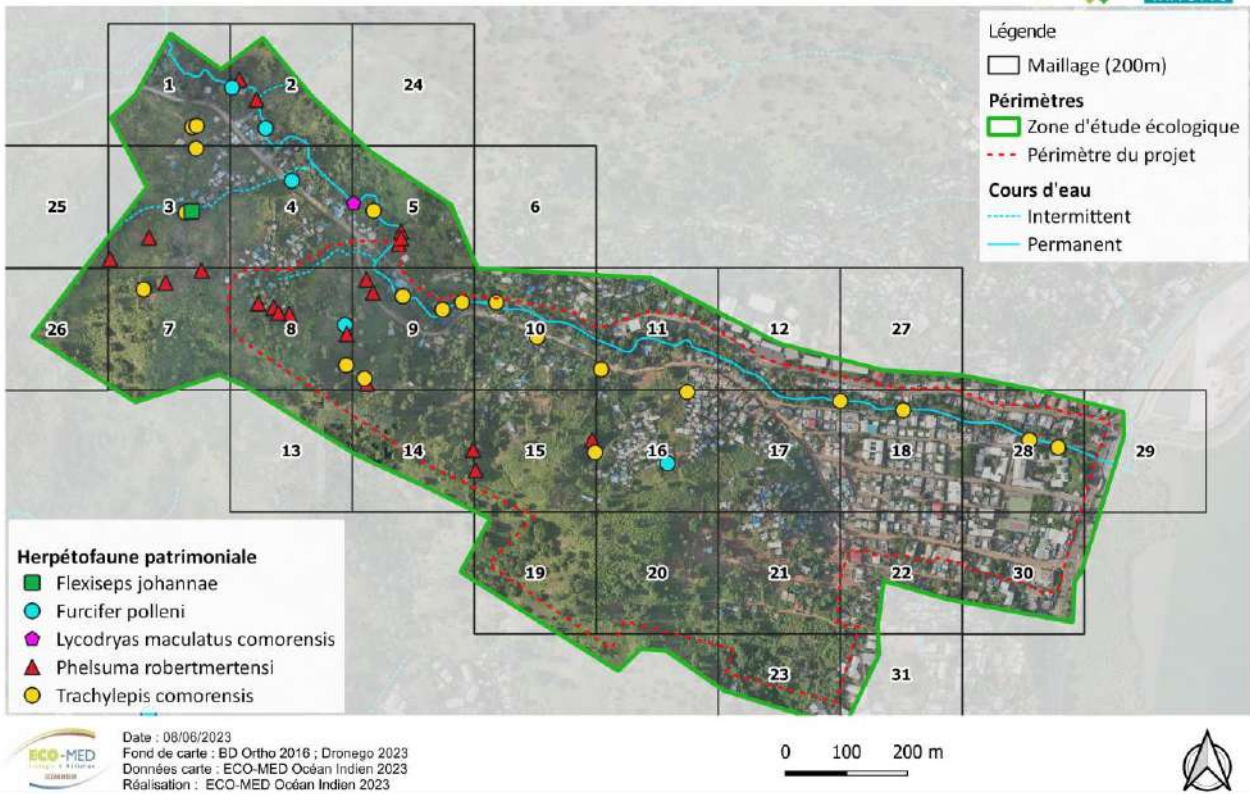 Légende
Maillage (200m)
Périmètres
Zone d'étude écologique
Périmètre du projet
Cours d'eau
Intermittent
Permanent
1
2
24
25
3
4
5
6
26
7
8
9
10
11
12
27
13
14
15
16
17
18
28
29
19
20
21
22
30
23
31
Herpétofaune patrimoniale
Flexiseps johannae
Furcifer polleni
Lycodryas maculatus comorensis
Phelsuma robertmertensi
Trachylepis comorensis
ECO-MED
Date : 08/06/2023
Fond de carte : BD Ortho 2016 ; Dronego 2023
Données carte : ECO-MED Océan Indien 2023
Réalisation : ECO-MED Océan Indien 2023
0 100 200 m